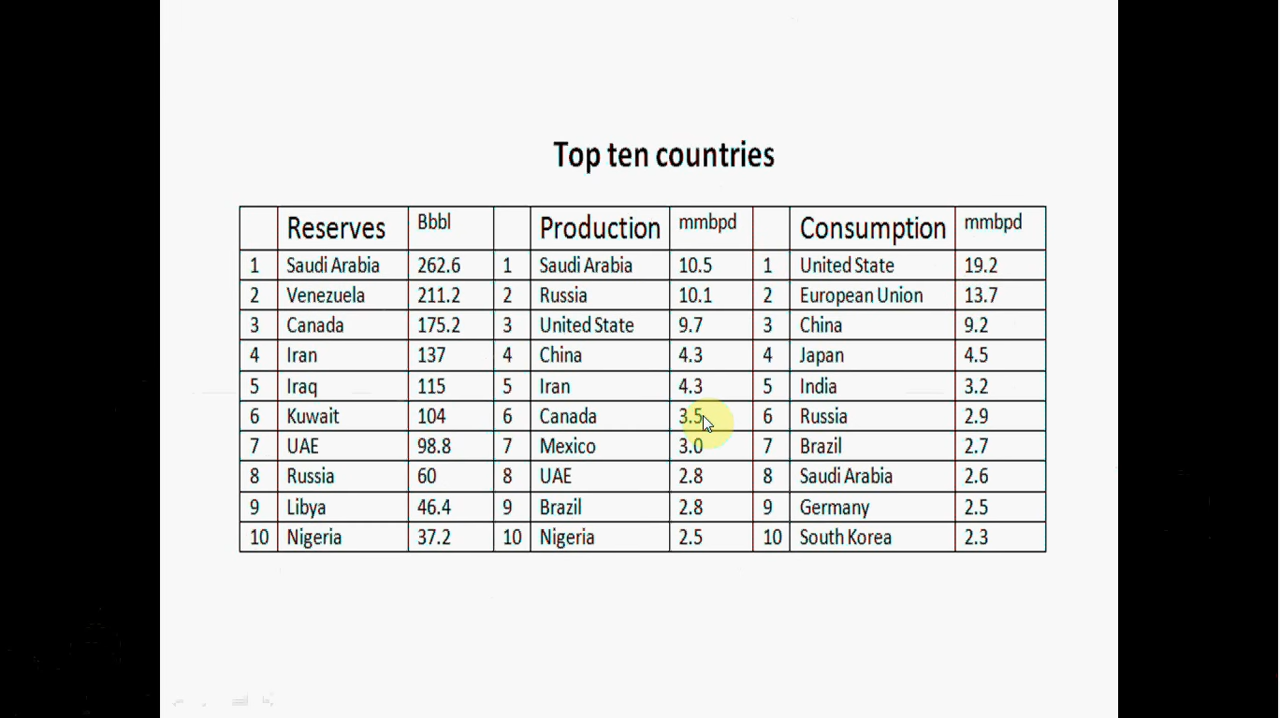 Top ten countries
Reserves Bbbl Production mmbpd Consumption mmbpd
1 Saudi Arabia 262.6 1 Saudi Arabia 10.5 1 United State 19.2
2 Venezuela 211.2 2 Russia 10.1 2 European Union 13.7
3 Canada 175.2 3 United State 9.7 3 China 9.2
4 Iran 137 4 China 4.3 4 Japan 4.5
5 Iraq 115 5 Iran 4.3 5 India 3.2
6 Kuwait 104 6 Canada 3.5 6 Russia 2.9
7 UAE 98.8 7 Mexico 3.0 7 Brazil 2.7
8 Russia 60 8 UAE 2.8 8 Saudi Arabia 2.6
9 Libya 46.4 9 Brazil 2.8 9 Germany 2.5
10 Nigeria 37.2 10 Nigeria 2.5 10 South Korea 2.3